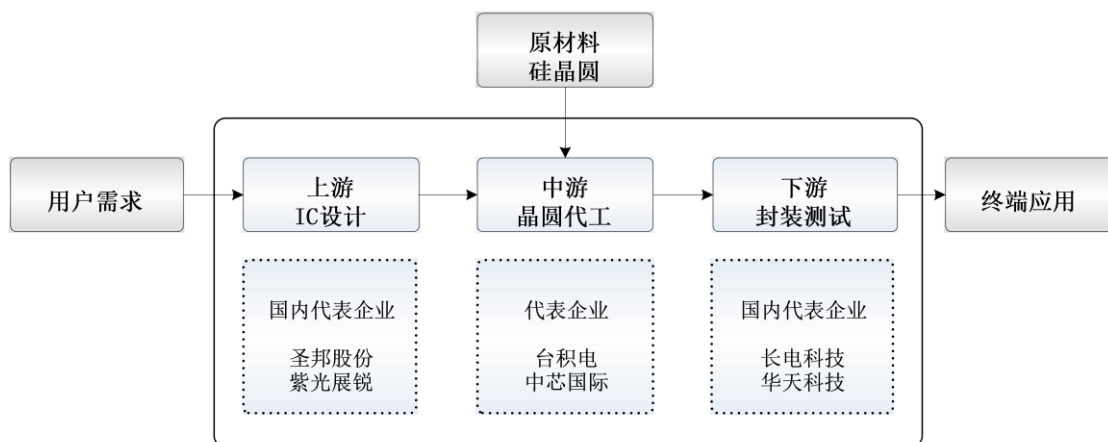 原材料
硅晶圆
用户需求
上游
IC设计
中游
晶圆代工
下游
封装测试
终端应用
国内代表企业
圣邦股份
紫光展锐
代表企业
台积电
中芯国际
国内代表企业
长电科技
华天科技